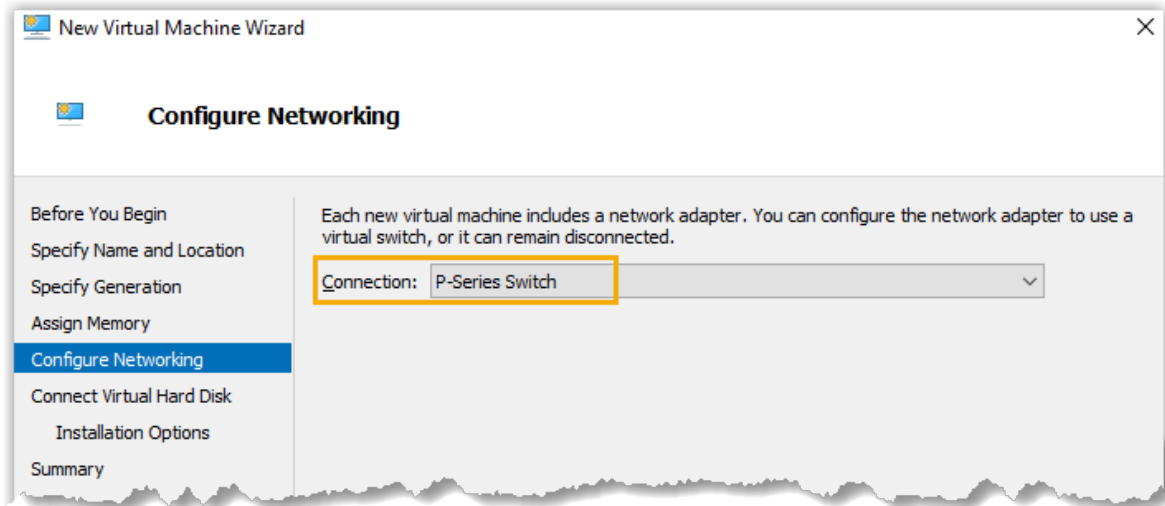 New Virtual Machine Wizard
Configure Networking
Before You Begin
Specify Name and Location
Specify Generation
Assign Memory
Configure Networking
Connect Virtual Hard Disk
Installation Options
Summary
Each new virtual machine includes a network adapter. You can configure the network adapter to use a
virtual switch, or it can remain disconnected.
Connection: P-Series Switch